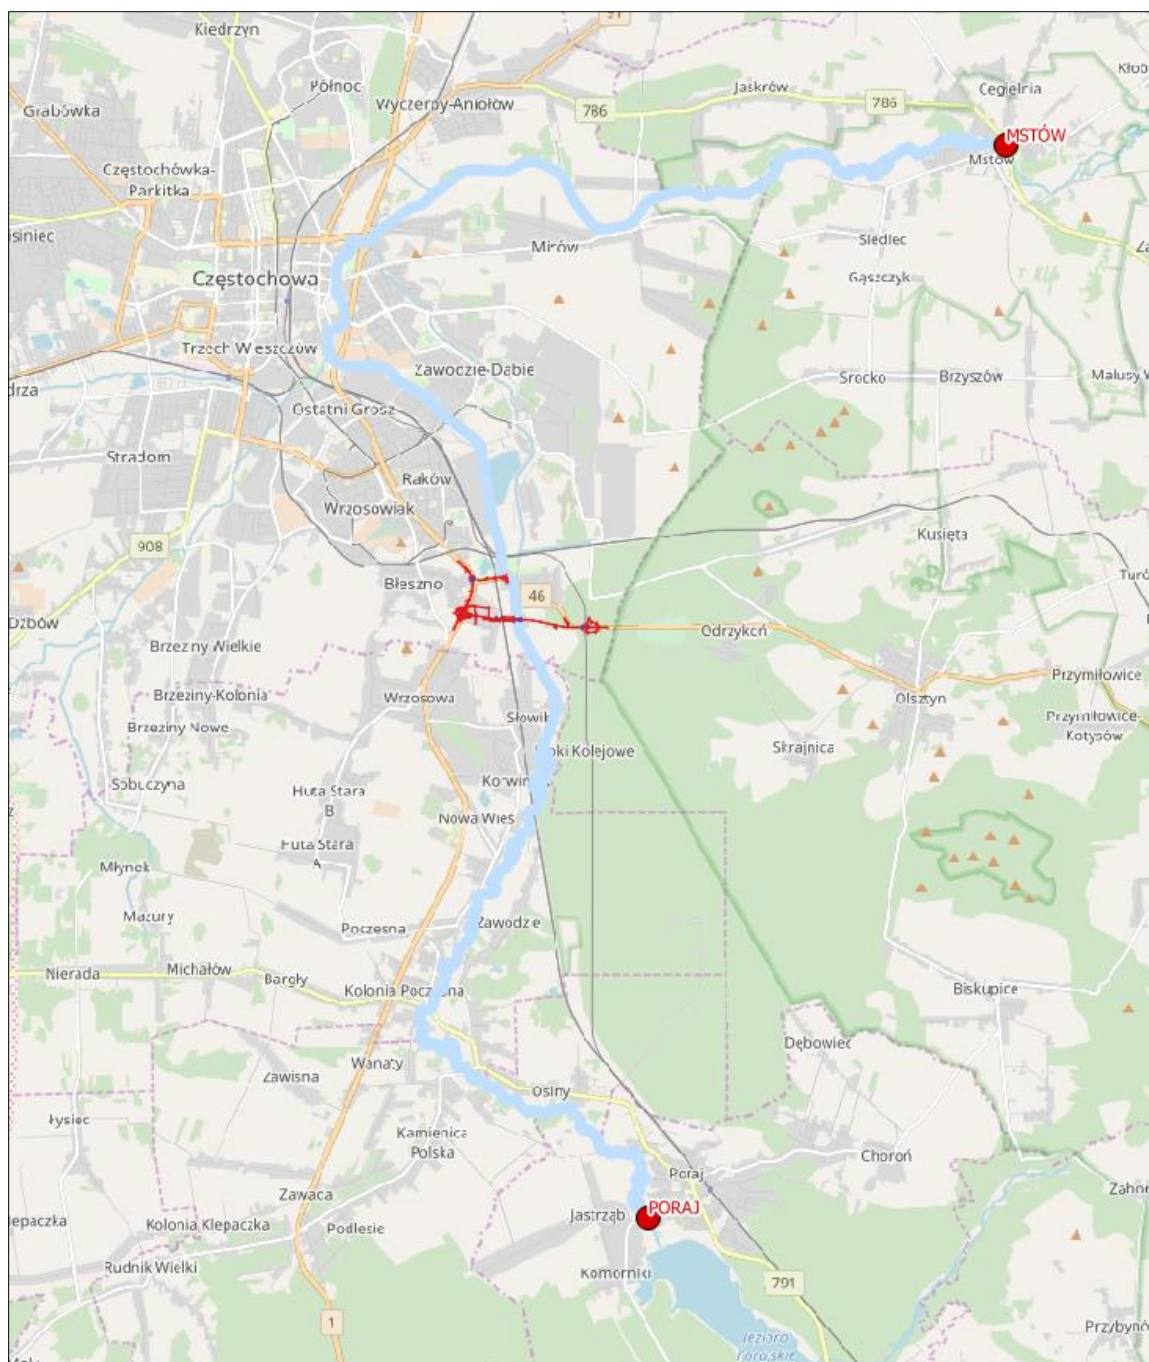 Kiedrzyn
91
Północ
Wyczerpy-Aniołów
Grabówka
786
Jaskrów
786
Cegielnia
MSTÓW
Mstów
Częstochówka-
Parkitka
Mirów
Siedlec
Gąszczyk
Częstochowa
Trzech Wieszczów
Zawodzie-Dąbie
Srocko
Brzyszów
Ostatni Grosz
Stradom
Raków
Wrzosowiak
Kusięta
908
Błeszno
46
Dźbów
Odrzykoń
Brzeziny Wielkie
Przymiłowice
Brzeziny-Kolonia
Wrzosowa
Olsztyn
Brzeziny Nowe
Przymiłowice-
Kotysów
Skrajnica
Sobuczyna
Huta Stara
B
Nowa Wieś
Huta Stara
A
Młynek
Mazury
Poczesna
Zawodzie
Nierada
Michałów
Bargły
Biskupice
Wanaty
Dębowiec
Zawisna
Osiny
Łysiec
Kamienica
Polska
Choroń
Poraj
Zawada
PORAJ
Jastrząb
Kolonia Klepaczka
Podlesie
Rudnik Wielki
Komorniki
791
1
Jezioro
Porajskie